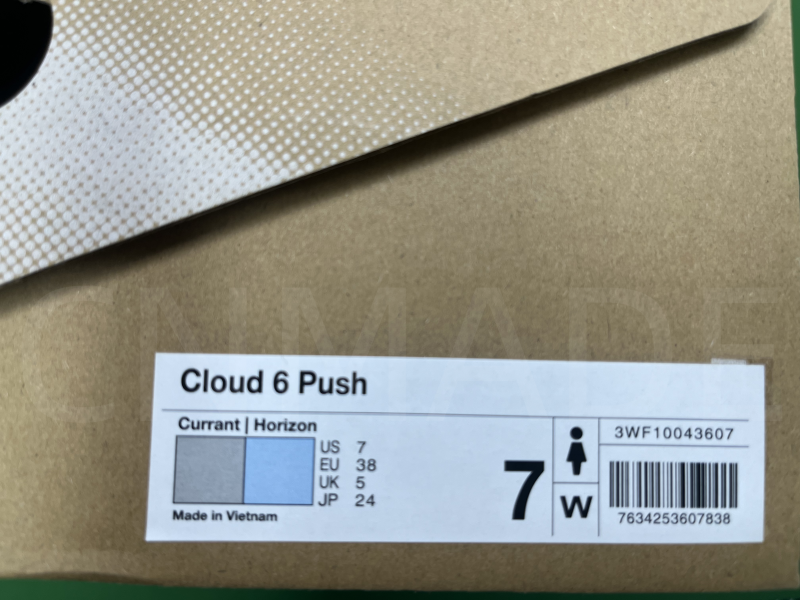 CNMADE
Cloud 6 Push
Currant | Horizon
US 7
EU 38
UK 5
JP 24
Made in Vietnam
7
W
3WF10043607
7634253607838